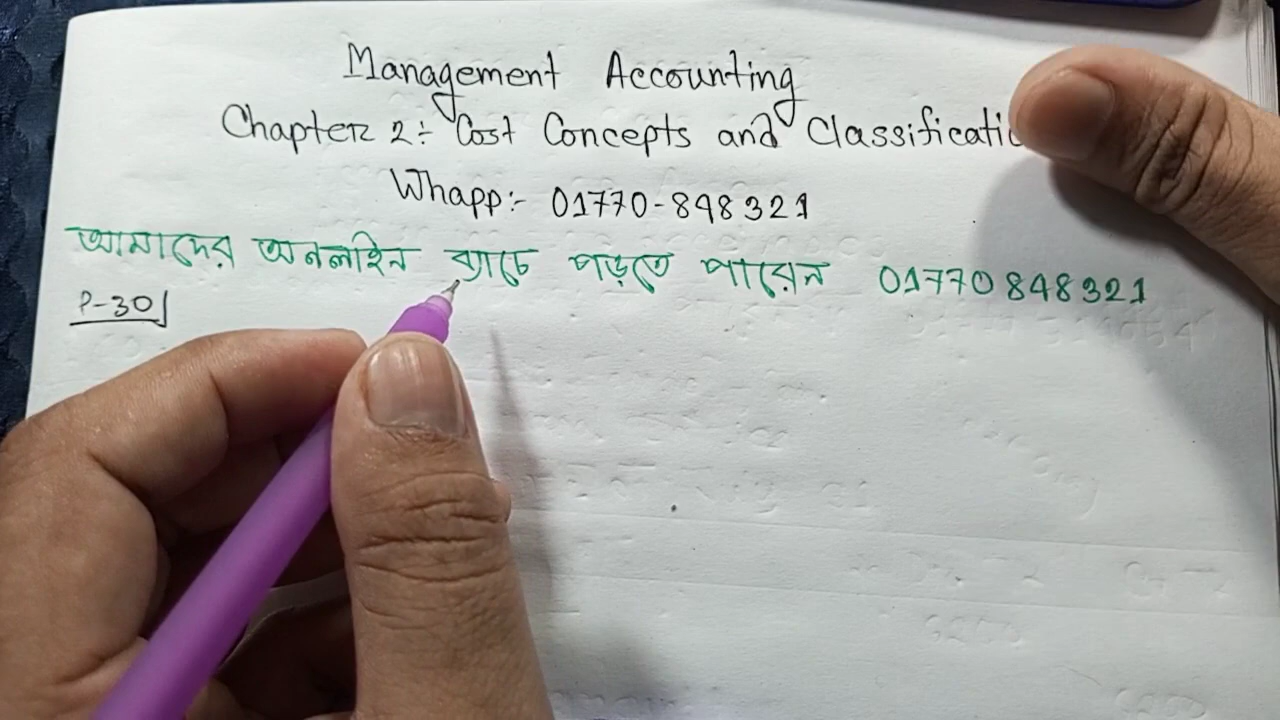 Management Accounting
Chapter 2:- Cost Concepts and Classificatio
Whapp:- 01770-848321
আমাদের অনলাইন ব্যাচে পড়তে পারেন 01770848321
P-30